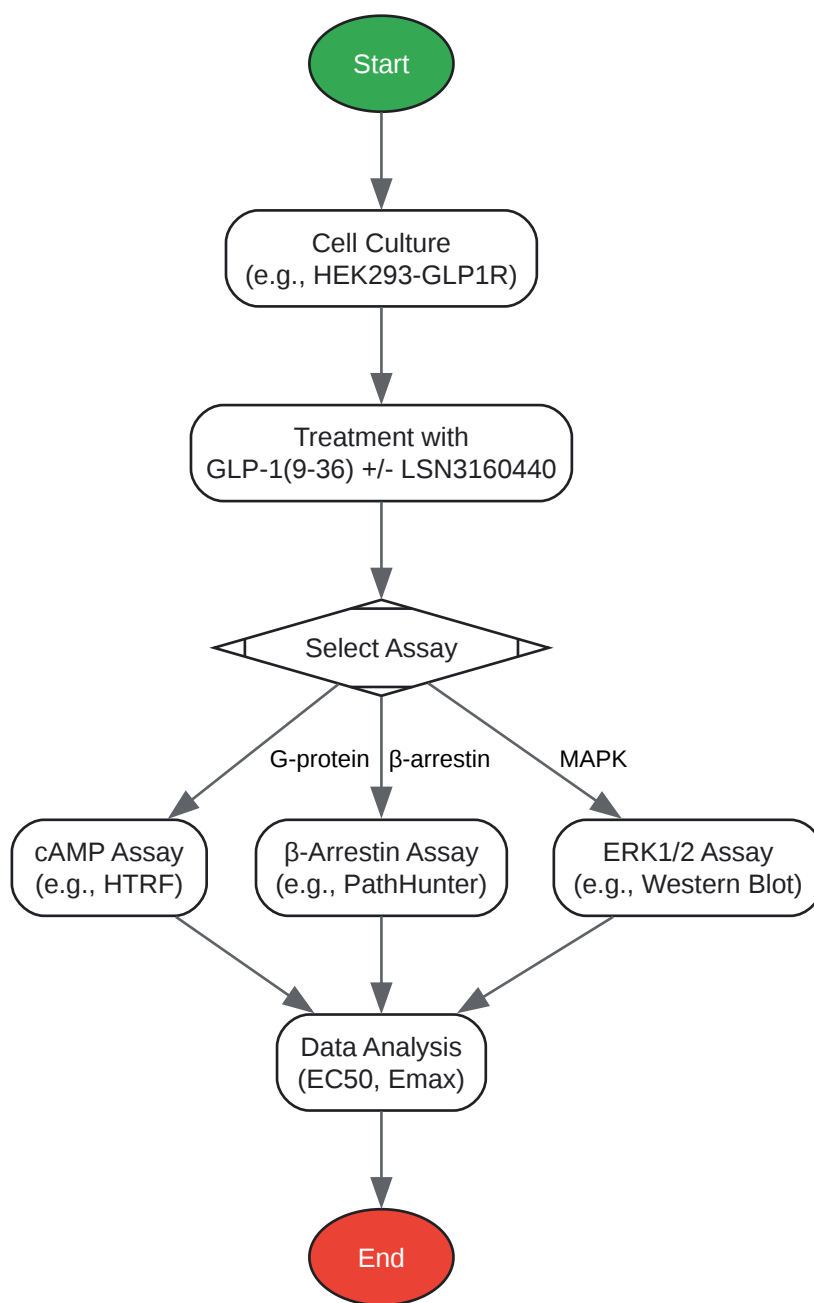 Start
Cell Culture
(e.g., HEK293-GLP1R)
Treatment with
GLP-1(9-36) +/- LSN3160440
Select Assay
G-protein
β-arrestin
MAPK
cAMP Assay
(e.g., HTRF)
β-Arrestin Assay
(e.g., PathHunter)
ERK1/2 Assay
(e.g., Western Blot)
Data Analysis
(EC50, Emax)
End